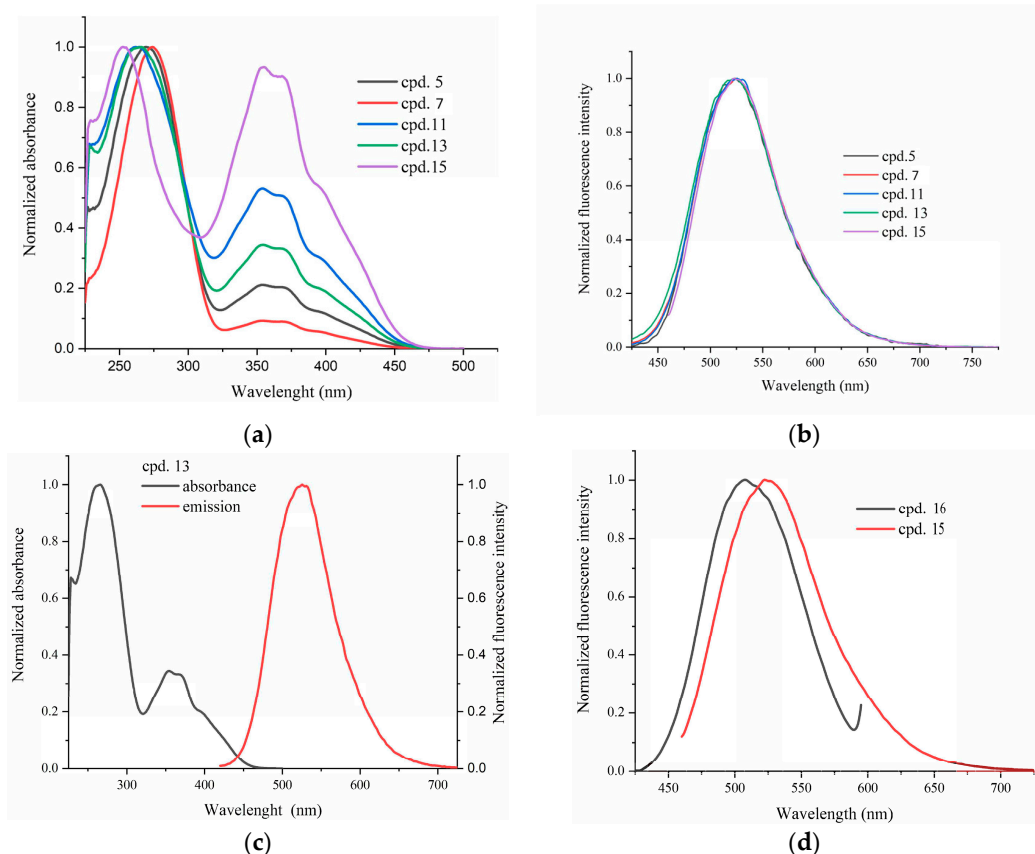 1.0
0.8
0.6
0.4
0.2
0.0
Normalized absorbance
cpd. 5
cpd. 7
cpd.11
cpd.13
cpd.15
250 300 350 400 450 500
Wavelenght (nm)
(a)
1.0
0.8
0.6
0.4
0.2
0.0
Normalized fluorescence intensity
cpd.5
cpd. 7
cpd.11
cpd. 13
cpd. 15
450 500 550 600 650 700 750
Wavelength (nm)
(b)
1.0
0.8
0.6
0.4
0.2
0.0
Normalized absorbance
cpd. 13
absorbance
emission
1.0
0.8
0.6
0.4
0.2
0.0
Normalized fluorescence intensity
300 400 500 600 700
Wavelenght (nm)
(c)
1.0
0.8
0.6
0.4
0.2
0.0
Normalized fluorescence intensity
cpd. 16
cpd. 15
450 500 550 600 650 700
Wavelength (nm)
(d)